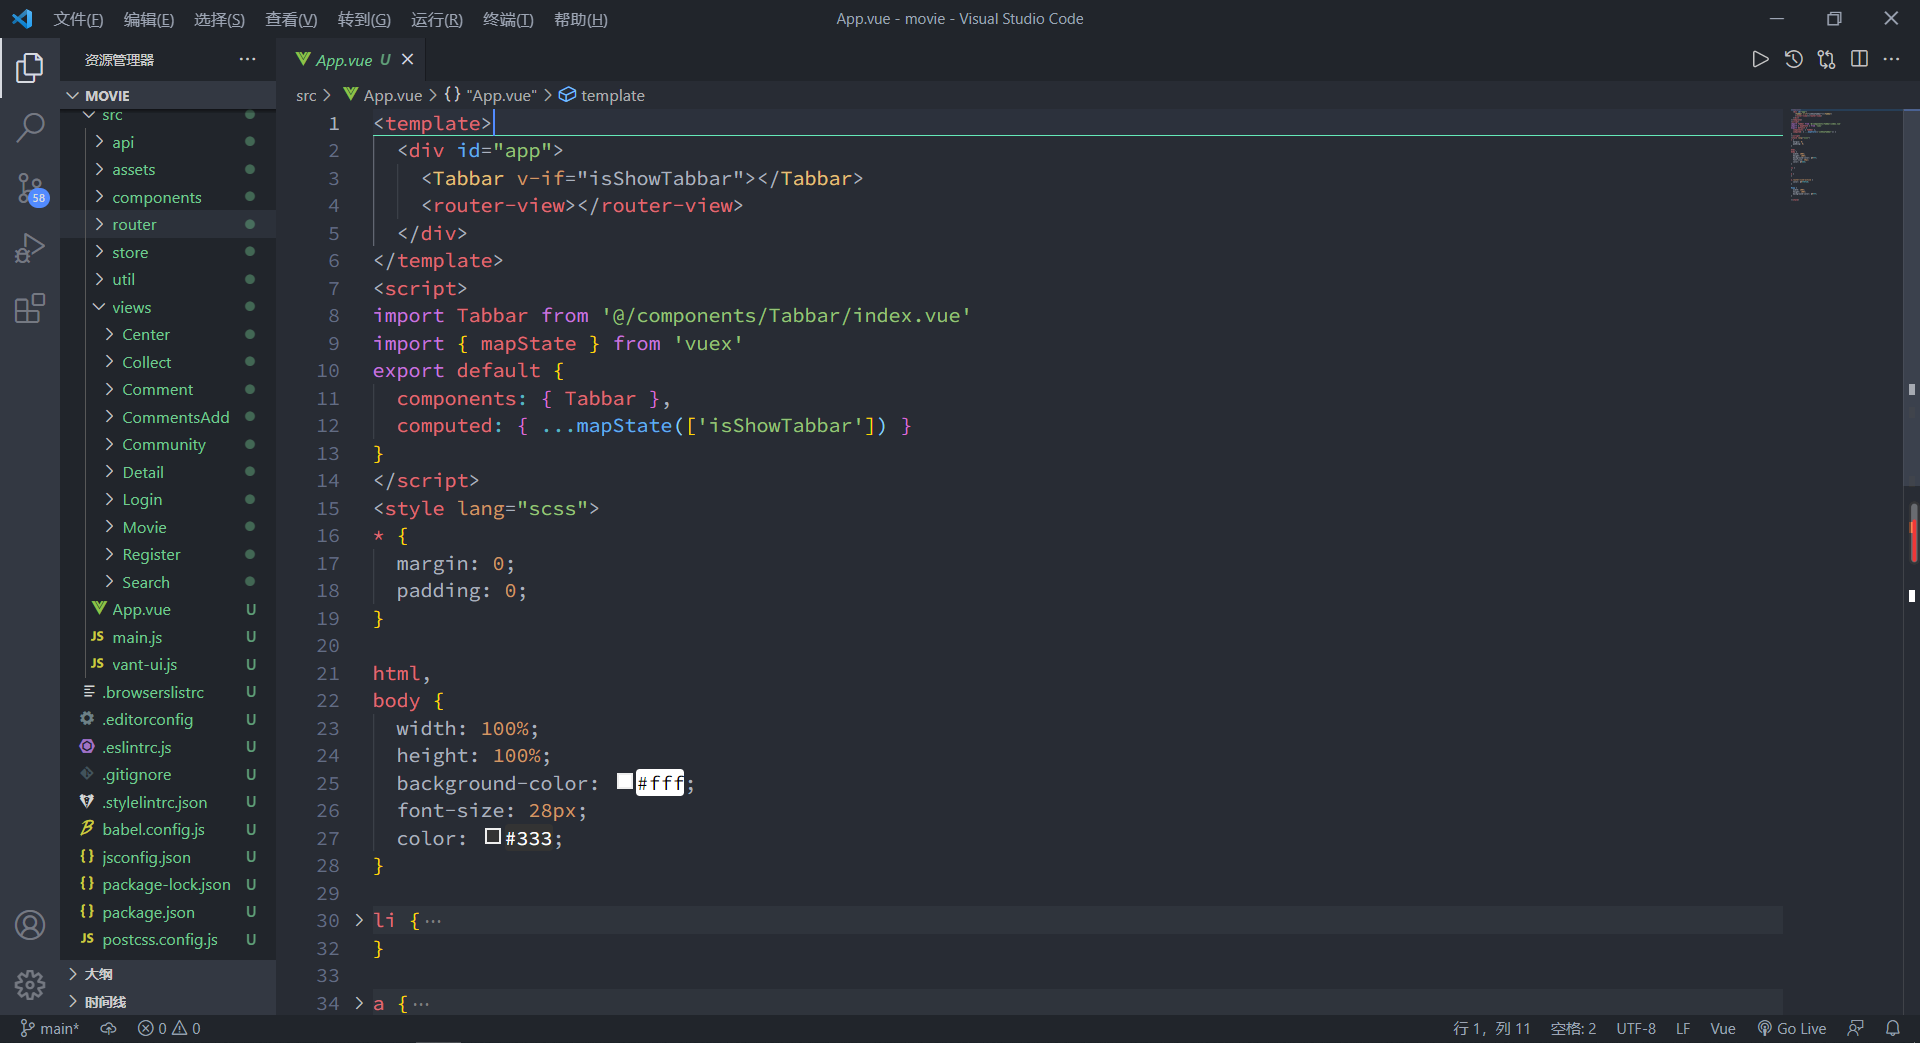 文件(F) 编辑(E) 选择(S) 查看(V) 转到(G) 运行(R) 终端(T) 帮助(H) App.vue - movie - Visual Studio Code
资源管理器
MOVIE
src
api
assets
components
router
store
util
views
Center
Collect
Comment
CommentsAdd
Community
Detail
Login
Movie
Register
Search
App.vue U
JS main.js U
JS vant-ui.js U
.browserslistrc U
.editorconfig U
.eslintrc.js U
.gitignore U
.stylelintrc.json U
babel.config.js U
{} jsconfig.json U
{} package-lock.json U
{} package.json U
JS postcss.config.js U
大纲
时间线
58
App.vue U
src > App.vue > {} "App.vue" > template
1 <template>
2 <div id="app">
3 <Tabbar v-if="isShowTabbar"></Tabbar>
4 <router-view></router-view>
5 </div>
6 </template>
7 <script>
8 import Tabbar from '@/components/Tabbar/index.vue'
9 import { mapState } from 'vuex'
10 export default {
11 components: { Tabbar },
12 computed: { ...mapState(['isShowTabbar']) }
13 }
14 </script>
15 <style lang="scss">
16 * {
17 margin: 0;
18 padding: 0;
19 }
20
21 html,
22 body {
23 width: 100%;
24 height: 100%;
25 background-color: #fff;
26 font-size: 28px;
27 color: #333;
28 }
29
30 li {···
32 }
33
34 a {···
main* 0 0 行 1，列 11 空格: 2 UTF-8 LF Vue Go Live